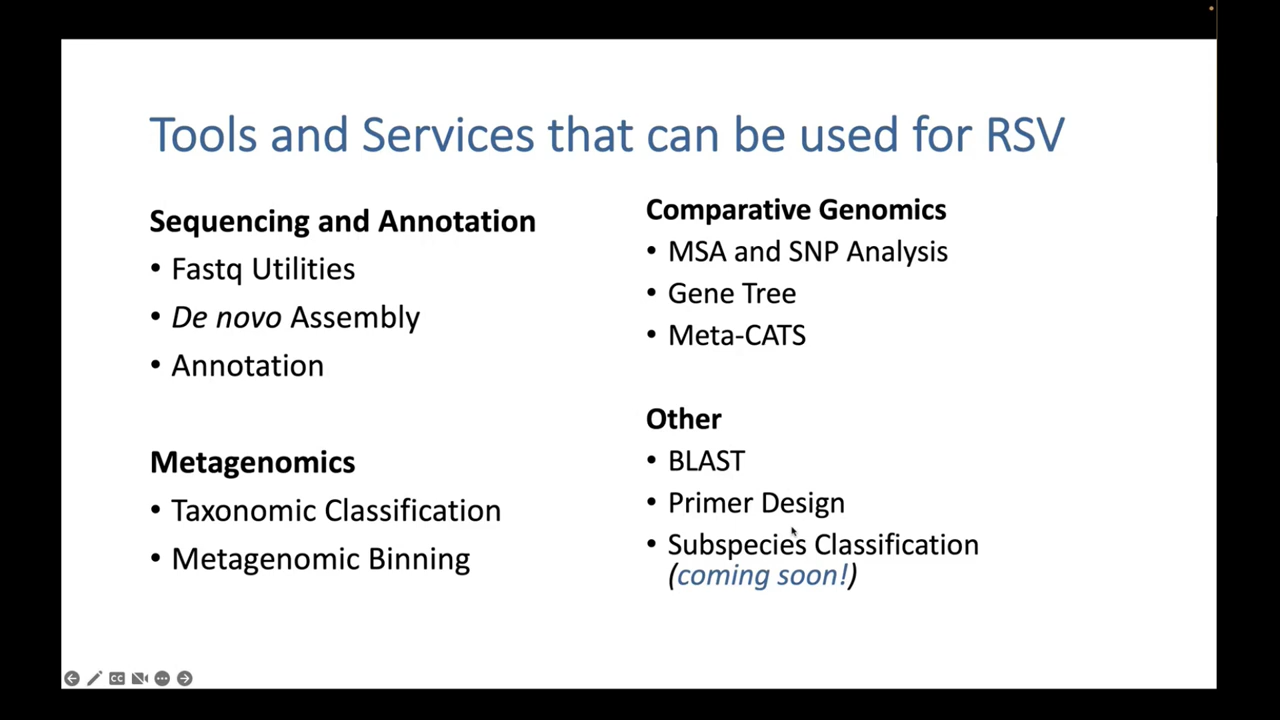 Tools and Services that can be used for RSV
Sequencing and Annotation
• Fastq Utilities
• De novo Assembly
• Annotation
Metagenomics
• Taxonomic Classification
• Metagenomic Binning
Comparative Genomics
• MSA and SNP Analysis
• Gene Tree
• Meta-CATS
Other
• BLAST
• Primer Design
• Subspecies Classification
(coming soon!)
CC